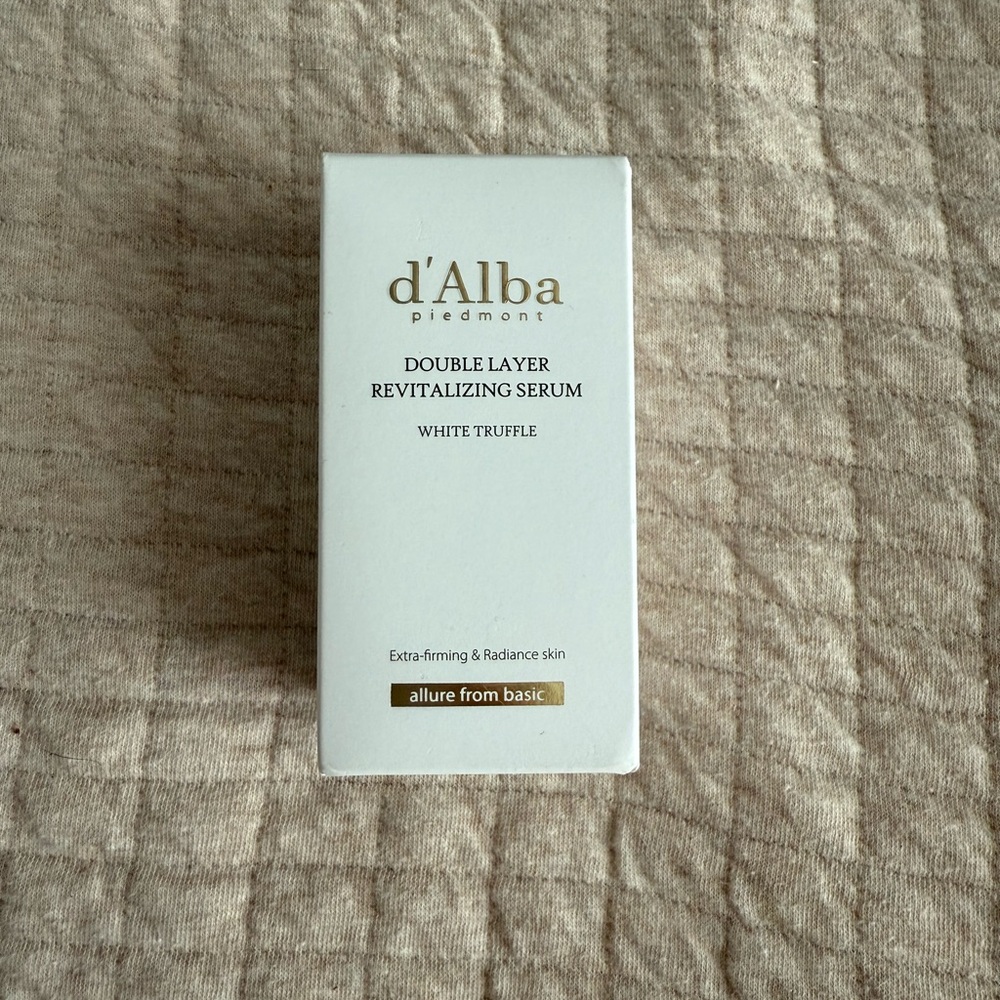 d'Alba
piedmont
DOUBLE LAYER
REVITALIZING SERUM
WHITE TRUFFLE
Extra-firming & Radiance skin
allure from basic